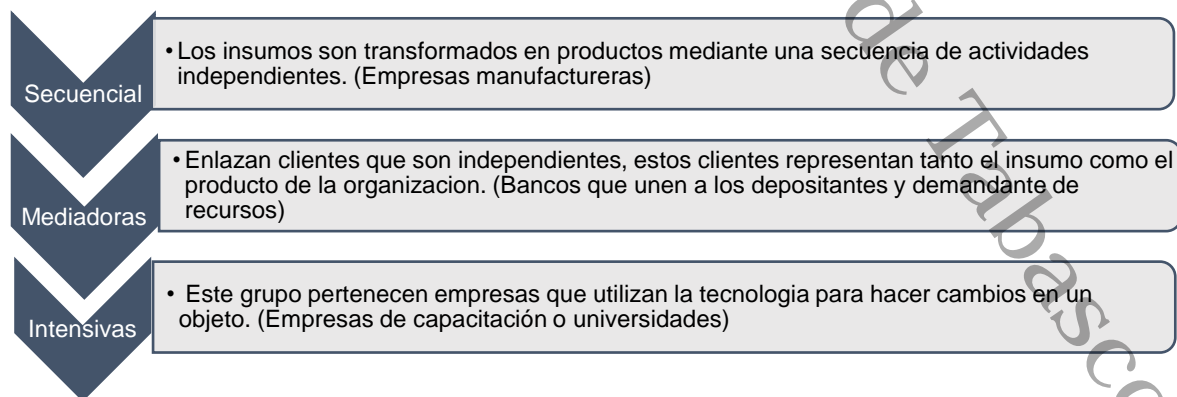 Secuencial
• Los insumos son transformados en productos mediante una secuencia de actividades
independientes. (Empresas manufactureras)
Mediadoras
• Enlazan clientes que son independientes, estos clientes representan tanto el insumo como el
producto de la organizacion. (Bancos que unen a los depositantes y demandante de
recursos)
Intensivas
• Este grupo pertenecen empresas que utilizan la tecnologia para hacer cambios en un
objeto. (Empresas de capacitación o universidades)
de Tabasco